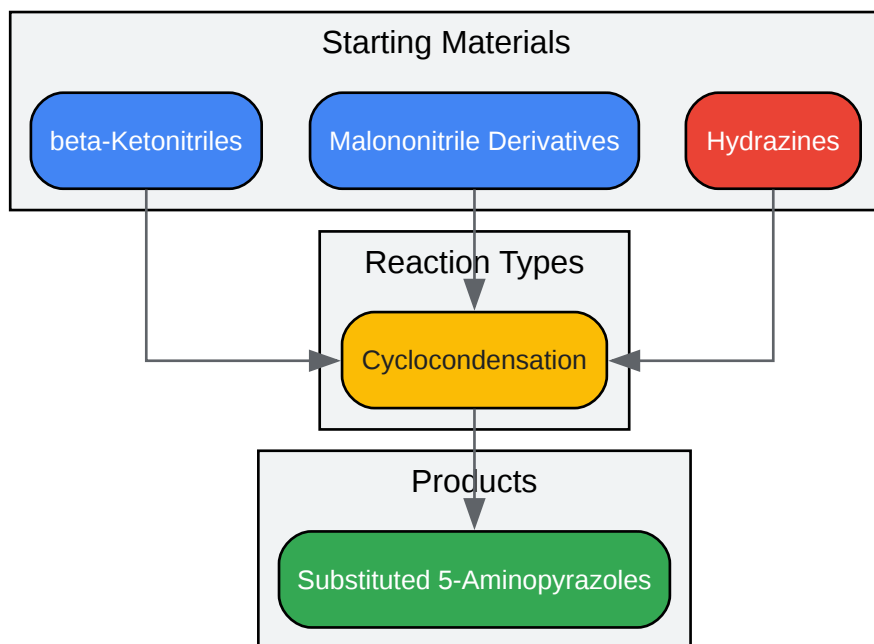 Starting Materials
beta-Ketonitriles
Malononitrile Derivatives
Hydrazines
Reaction Types
Cyclocondensation
Products
Substituted 5-Aminopyrazoles